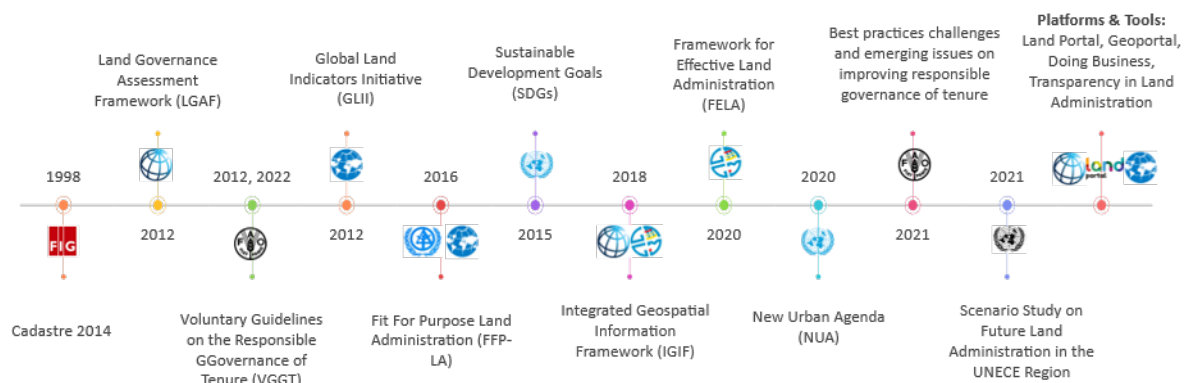 Land Governance
Assessment
Framework (LGAF)
Global Land
Indicators Initiative
(GLII)
Sustainable
Development Goals
(SDGs)
Framework for
Effective Land
Administration
(FELA)
Best practices challenges
and emerging issues on
improving responsible
governance of tenure
Platforms & Tools:
Land Portal, Geoportal,
Doing Business,
Transparency in Land
Administration
1998
2012, 2022
2016
2018
2020
2021
land
portal
FAO
FIG
2012
FAO
2012
2015
2020
2021
Cadastre 2014
Voluntary Guidelines
on the Responsible
GGovernance of
Tenure (VGGT)
Fit For Purpose Land
Administration (FFP-
LA)
Integrated Geospatial
Information
Framework (IGIF)
New Urban Agenda
(NUA)
Scenario Study on
Future Land
Administration in the
UNECE Region